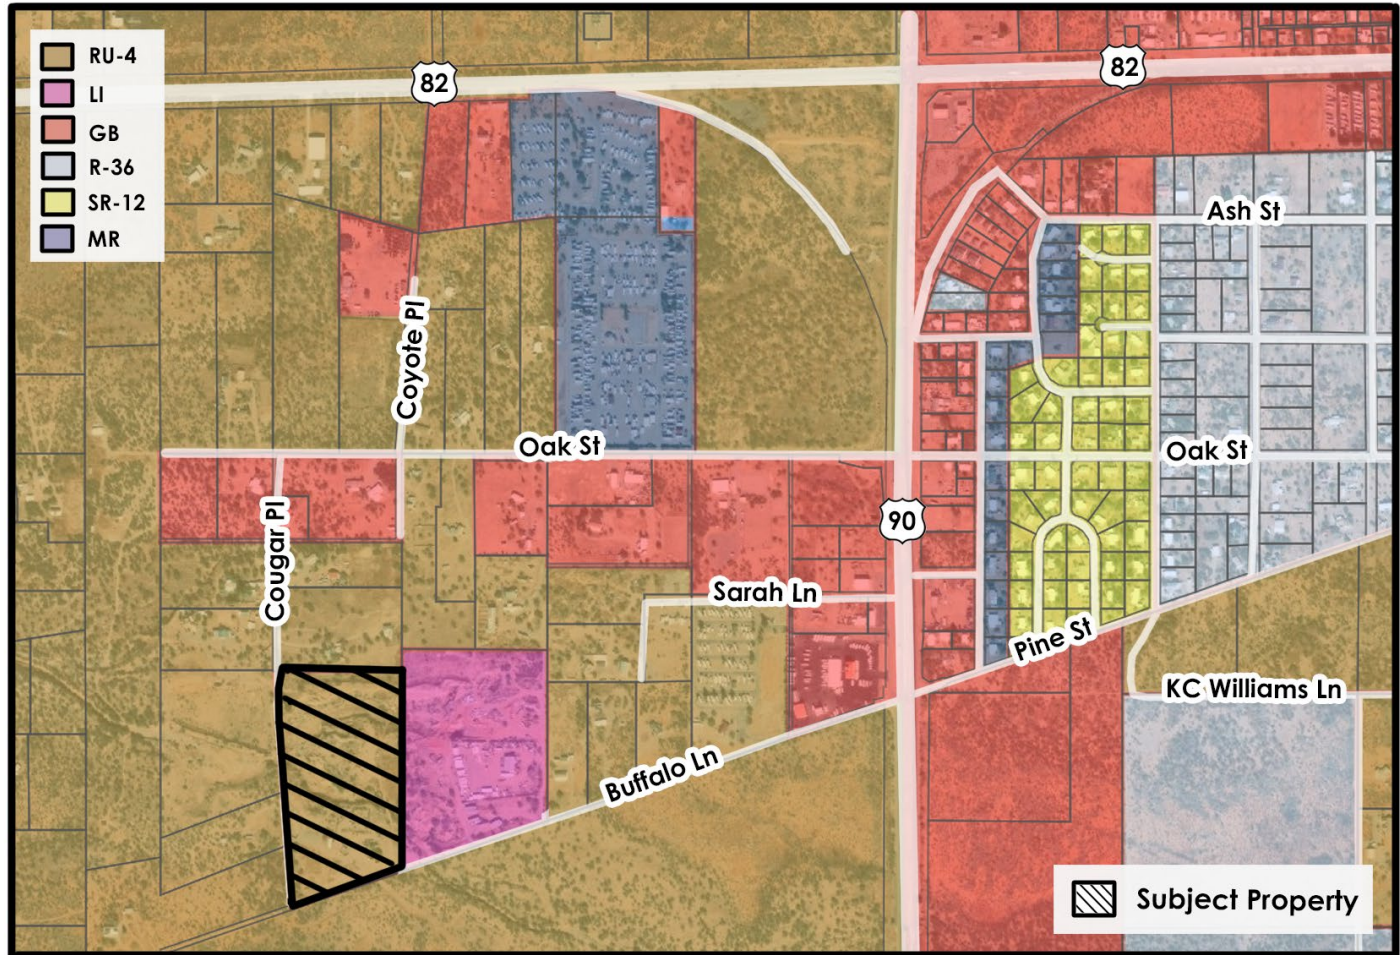 RU-4
LI
GB
R-36
SR-12
MR
82
82
Ash St
Coyote Pl
Oak St
Oak St
Cougar Pl
90
Sarah Ln
Pine St
KC Williams Ln
Buffalo Ln
Subject Property